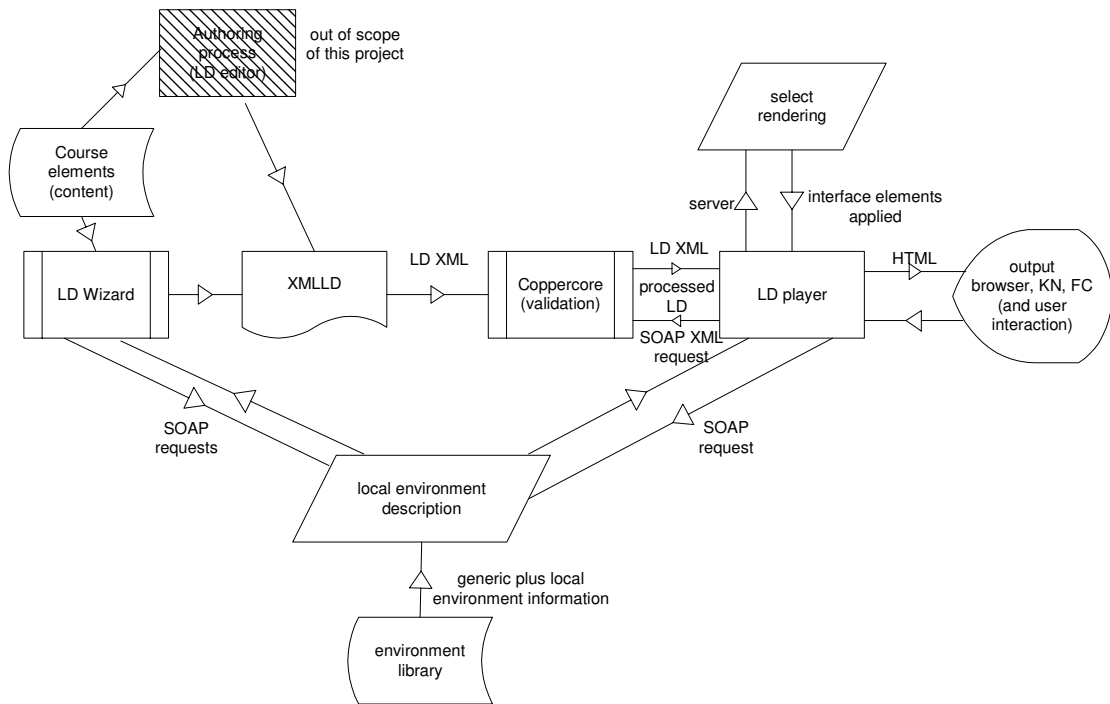 Authoring
process
(LD editor)
out of scope
of this project
select
rendering
Course
elements
(content)
server
interface elements
applied
LD Wizard
XMLLD
LD XML
Coppercore
(validation)
LD XML
processed
LD
SOAP XML
request
LD player
HTML
output
browser, KN, FC
(and user
interaction)
SOAP
requests
SOAP
request
local environment
description
generic plus local
environment information
environment
library